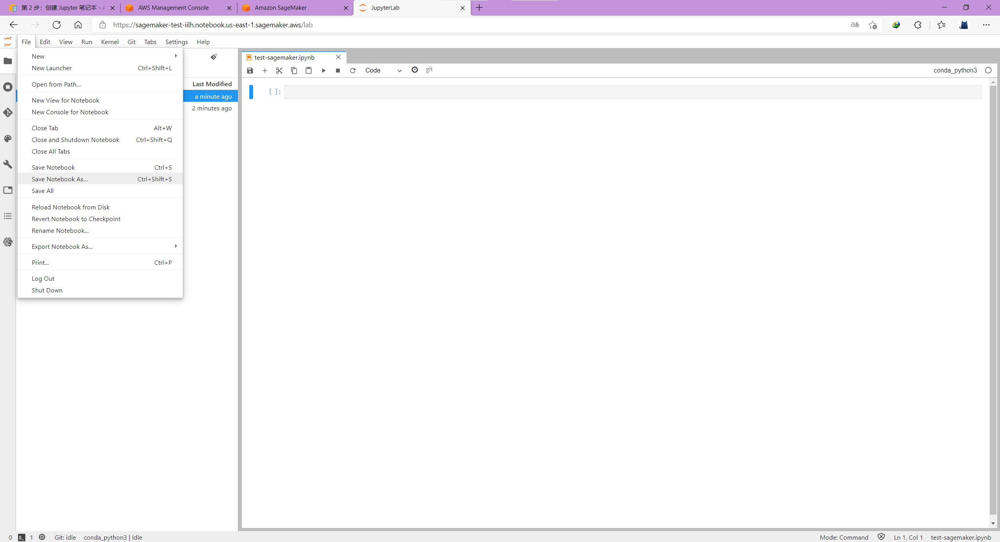 第 2 步：创建 Jupyter 笔记本 - A
AWS Management Console
Amazon SageMaker
JupyterLab
https://sagemaker-test-iilh.notebook.us-east-1.sagemaker.aws/lab
aあ
File Edit View Run Kernel Git Tabs Settings Help
New
New Launcher Ctrl+Shift+L
Open from Path...
New View for Notebook
New Console for Notebook
Close Tab Alt+W
Close and Shutdown Notebook Ctrl+Shift+Q
Close All Tabs
Save Notebook Ctrl+S
Save Notebook As... Ctrl+Shift+S
Save All
Reload Notebook from Disk
Revert Notebook to Checkpoint
Rename Notebook...
Export Notebook As...
Print... Ctrl+P
Log Out
Shut Down
Last Modified
a minute ago
2 minutes ago
test-sagemaker.ipynb
Code
git
conda_python3
[ ]:
0 $_ 1 Git: idle conda_python3 | Idle
Mode: Command Ln 1, Col 1 test-sagemaker.ipynb